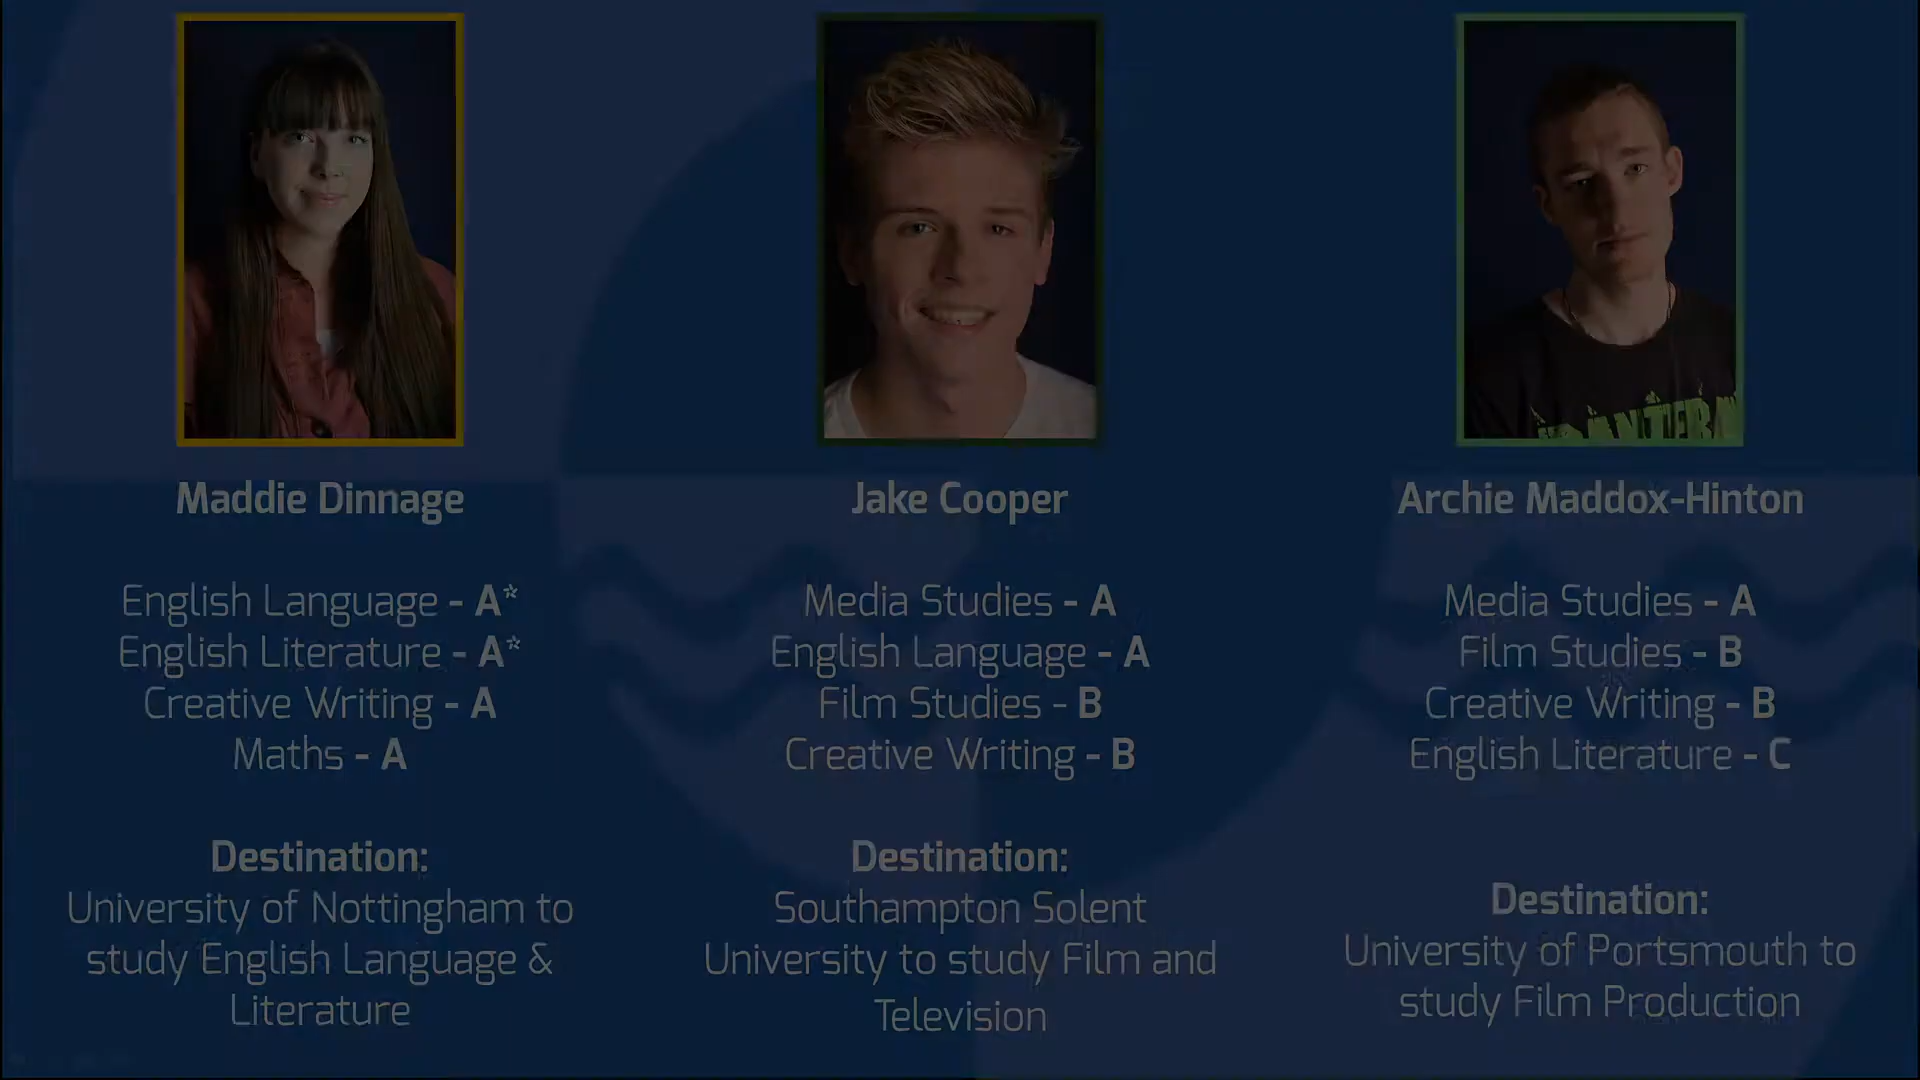 PANTERA
Maddie Dinnage
English Language - A*
English Literature - A*
Creative Writing - A
Maths - A
Destination:
University of Nottingham to
study English Language &
Literature
Jake Cooper
Media Studies - A
English Language - A
Film Studies - B
Creative Writing - B
Destination:
Southampton Solent
University to study Film and
Television
Archie Maddox-Hinton
Media Studies - A
Film Studies - B
Creative Writing - B
English Literature - C
Destination:
University of Portsmouth to
study Film Production